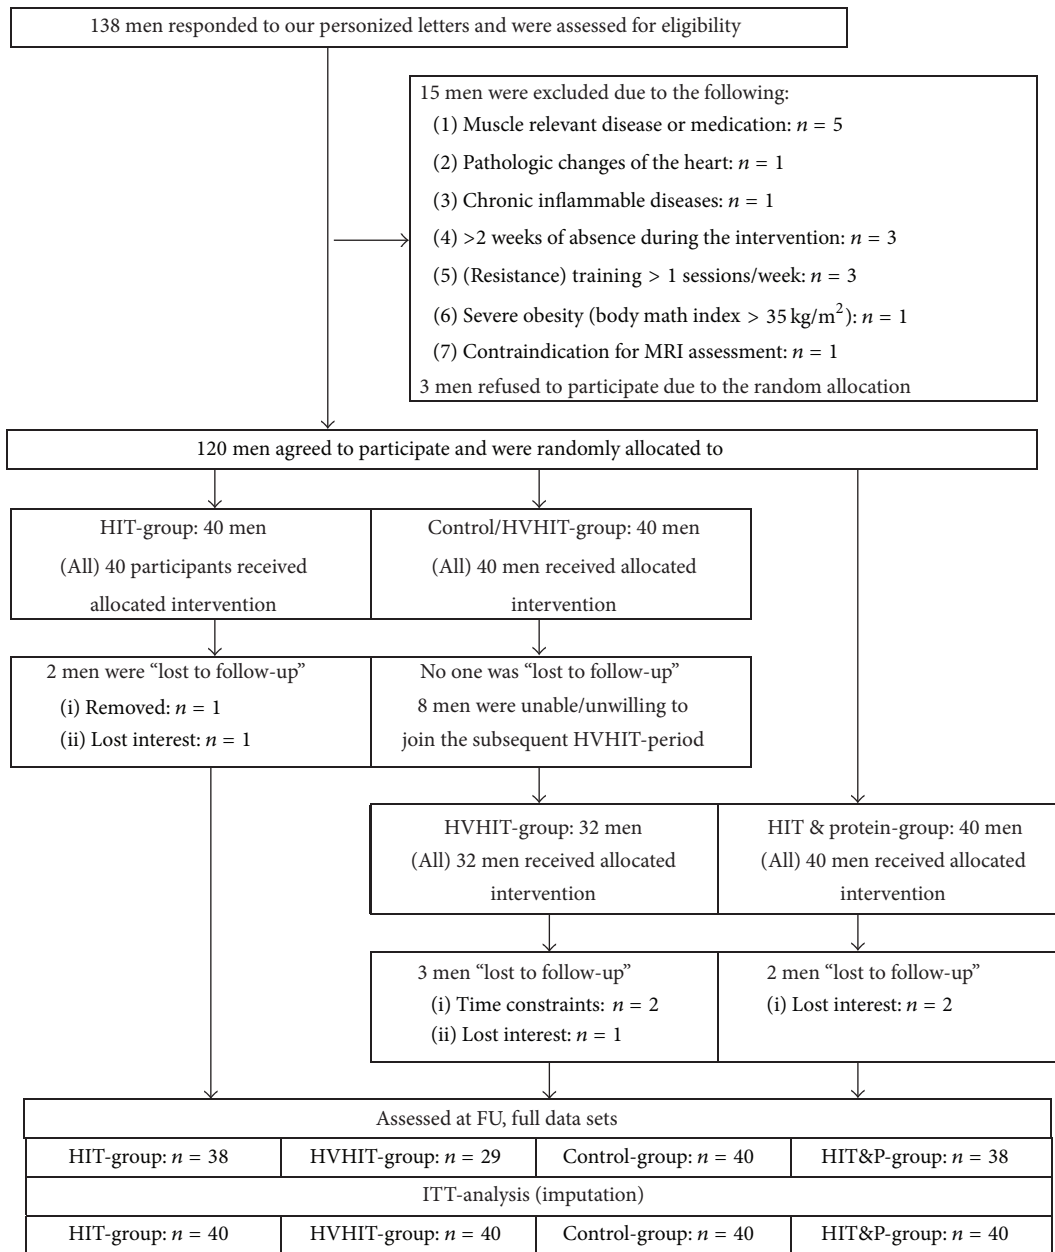 138 men responded to our personized letters and were assessed for eligibility
15 men were excluded due to the following:
(1) Muscle relevant disease or medication: n = 5
(2) Pathologic changes of the heart: n = 1
(3) Chronic inflammable diseases: n = 1
(4) >2 weeks of absence during the intervention: n = 3
(5) (Resistance) training > 1 sessions/week: n = 3
(6) Severe obesity (body math index > 35 kg/m²): n = 1
(7) Contraindication for MRI assessment: n = 1
3 men refused to participate due to the random allocation
120 men agreed to participate and were randomly allocated to
HIT-group: 40 men
(All) 40 participants received
allocated intervention
Control/HVHIT-group: 40 men
(All) 40 men received allocated
intervention
2 men were “lost to follow-up”
(i) Removed: n = 1
(ii) Lost interest: n = 1
No one was “lost to follow-up”
8 men were unable/unwilling to
join the subsequent HVHIT-period
HVHIT-group: 32 men
(All) 32 men received allocated
intervention
HIT & protein-group: 40 men
(All) 40 men received allocated
intervention
3 men “lost to follow-up”
(i) Time constraints: n = 2
(ii) Lost interest: n = 1
2 men “lost to follow-up”
(i) Lost interest: n = 2
Assessed at FU, full data sets
HIT-group: n = 38
HVHIT-group: n = 29
Control-group: n = 40
HIT&P-group: n = 38
ITT-analysis (imputation)
HIT-group: n = 40
HVHIT-group: n = 40
Control-group: n = 40
HIT&P-group: n = 40